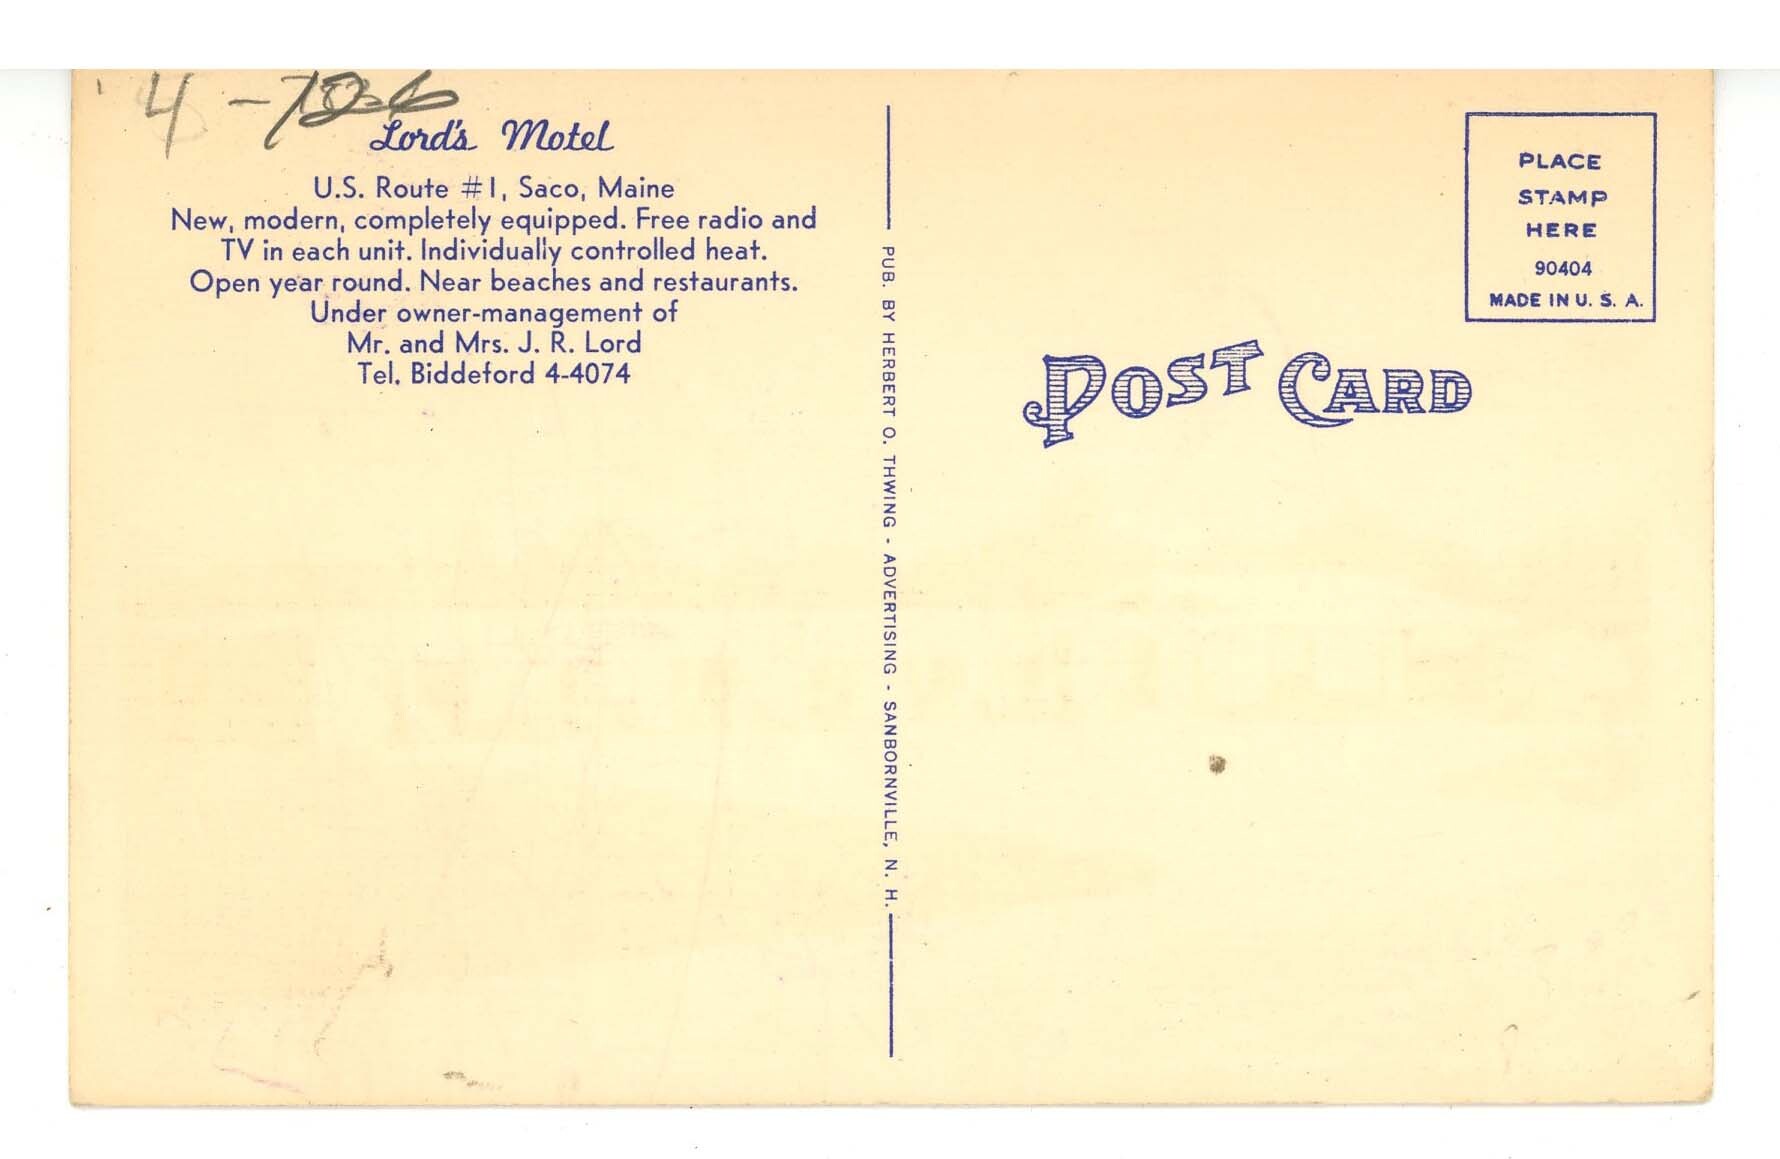 Lord's Motel
U.S. Route #1, Saco, Maine
New, modern, completely equipped. Free radio and
TV in each unit. Individually controlled heat.
Open year round. Near beaches and restaurants.
Under owner-management of
Mr. and Mrs. J. R. Lord
Tel. Biddeford 4-4074
PUB. BY HERBERT O. THWING - ADVERTISING - SANBORNVILLE, N. H.
PLACE
STAMP
HERE
90404
MADE IN U. S. A.
POST CARD